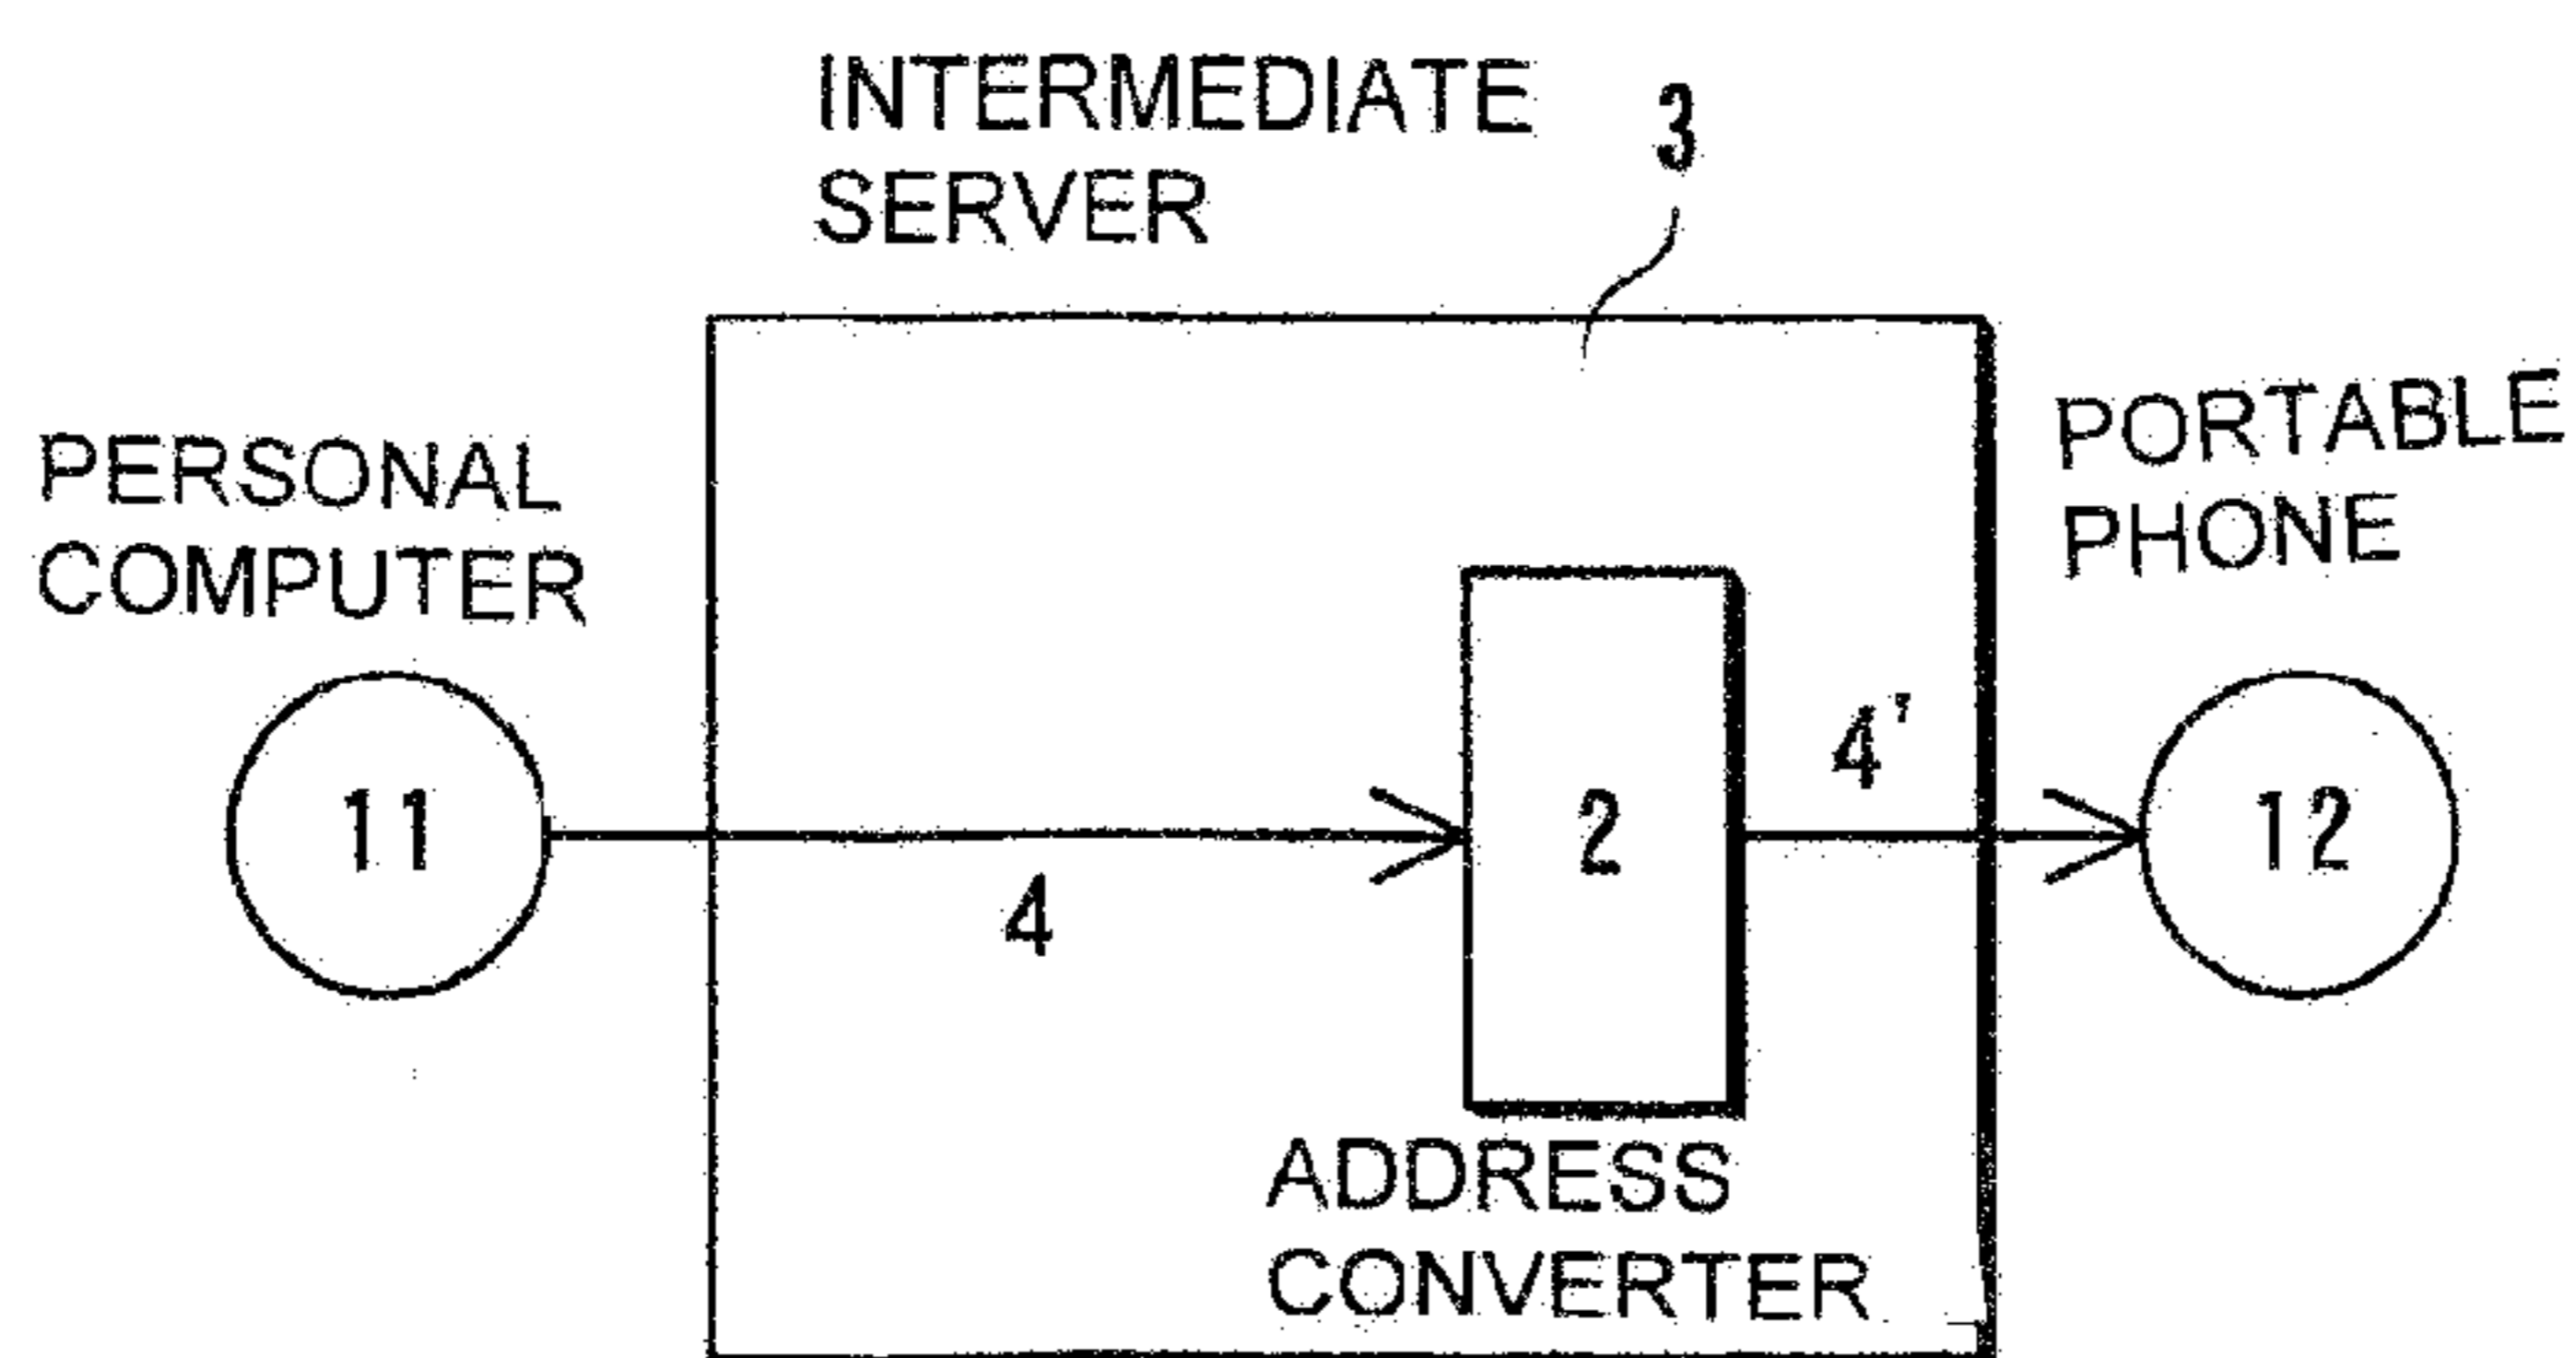 INTERMEDIATE
SERVER
3
PERSONAL
COMPUTER
PORTABLE
PHONE
11
4
2
4'
12
ADDRESS
CONVERTER